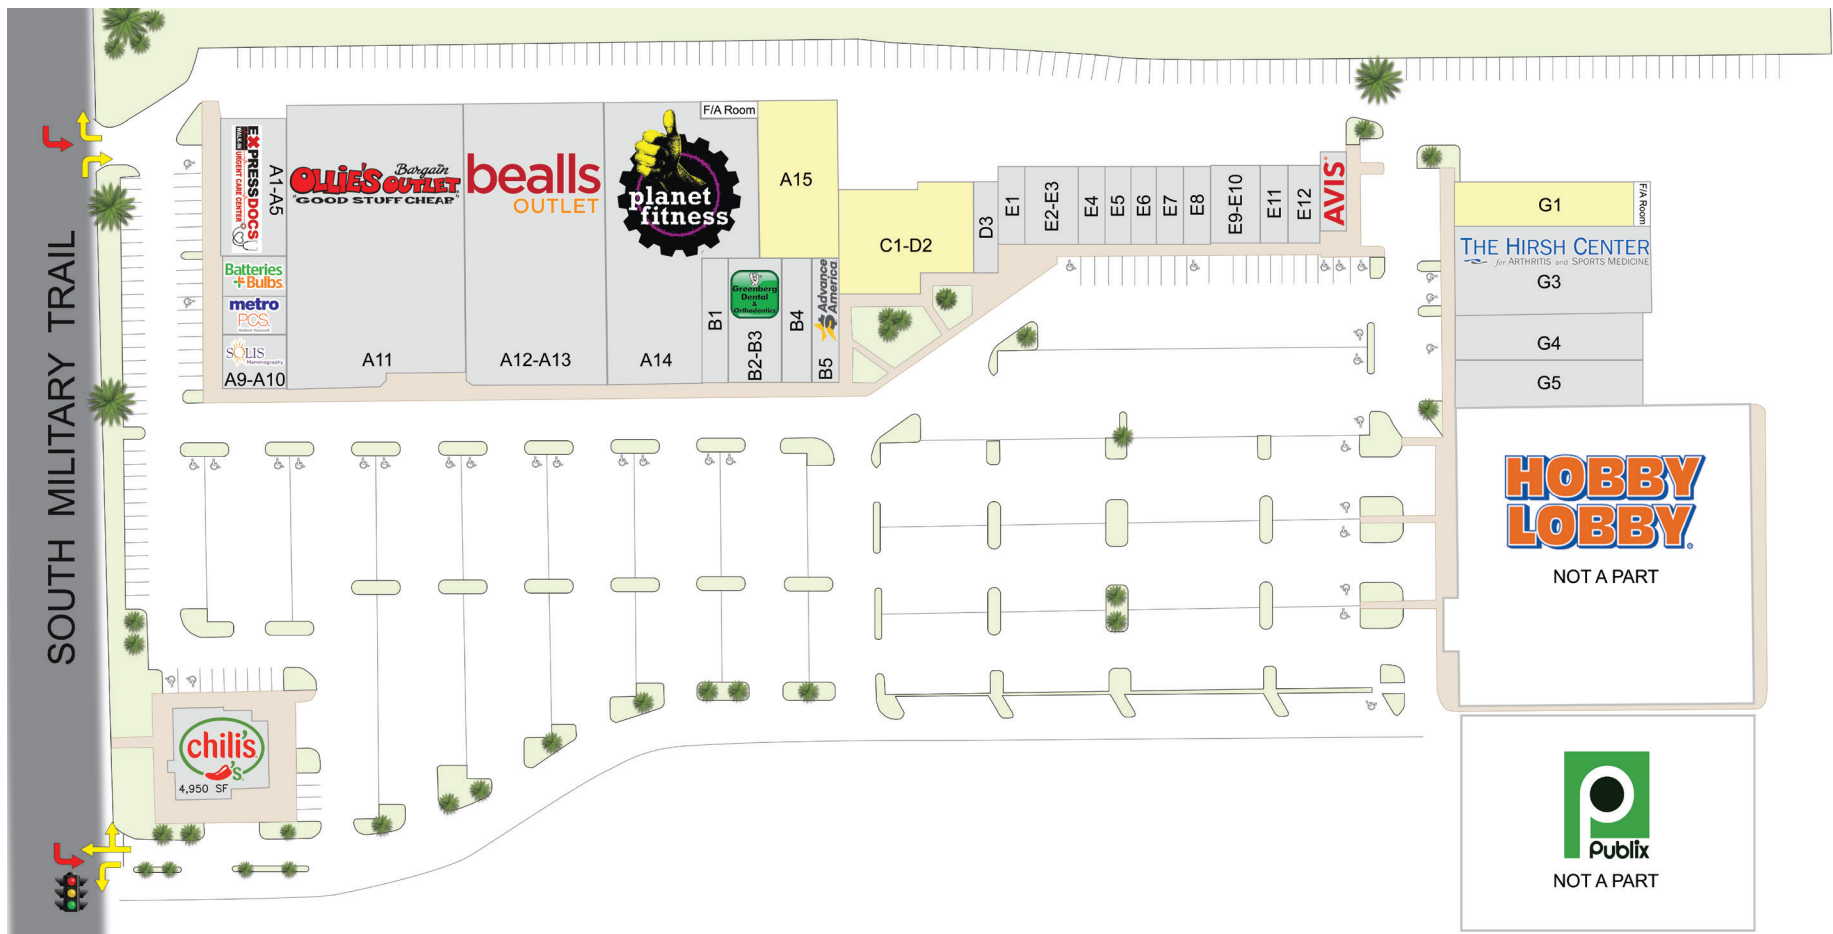 SOUTH MILITARY TRAIL
EXPRESS DOCS
WALK-IN URGENT CARE CENTER
A1-A5
Batteries
+Bulbs
metro
PCS.
SOLIS
Mammography
A9-A10
OLLIE'S Bargain
OUTLET
"GOOD STUFF CHEAP"
A11
bealls
OUTLET
A12-A13
planet
fitness
A14
F/A Room
A15
B1
Greenberg
Dental
&
Orthodontics
B2-B3
B4
Advance
America
B5
C1-D2
D3
E1
E2-E3
E4
E5
E6
E7
E8
E9-E10
E11
E12
AVIS
G1
F/A Room
THE HIRSH CENTER
for ARTHRITIS and SPORTS MEDICINE
G3
G4
G5
HOBBY
LOBBY
NOT A PART
chili's
's
4,950 SF
Publix
NOT A PART